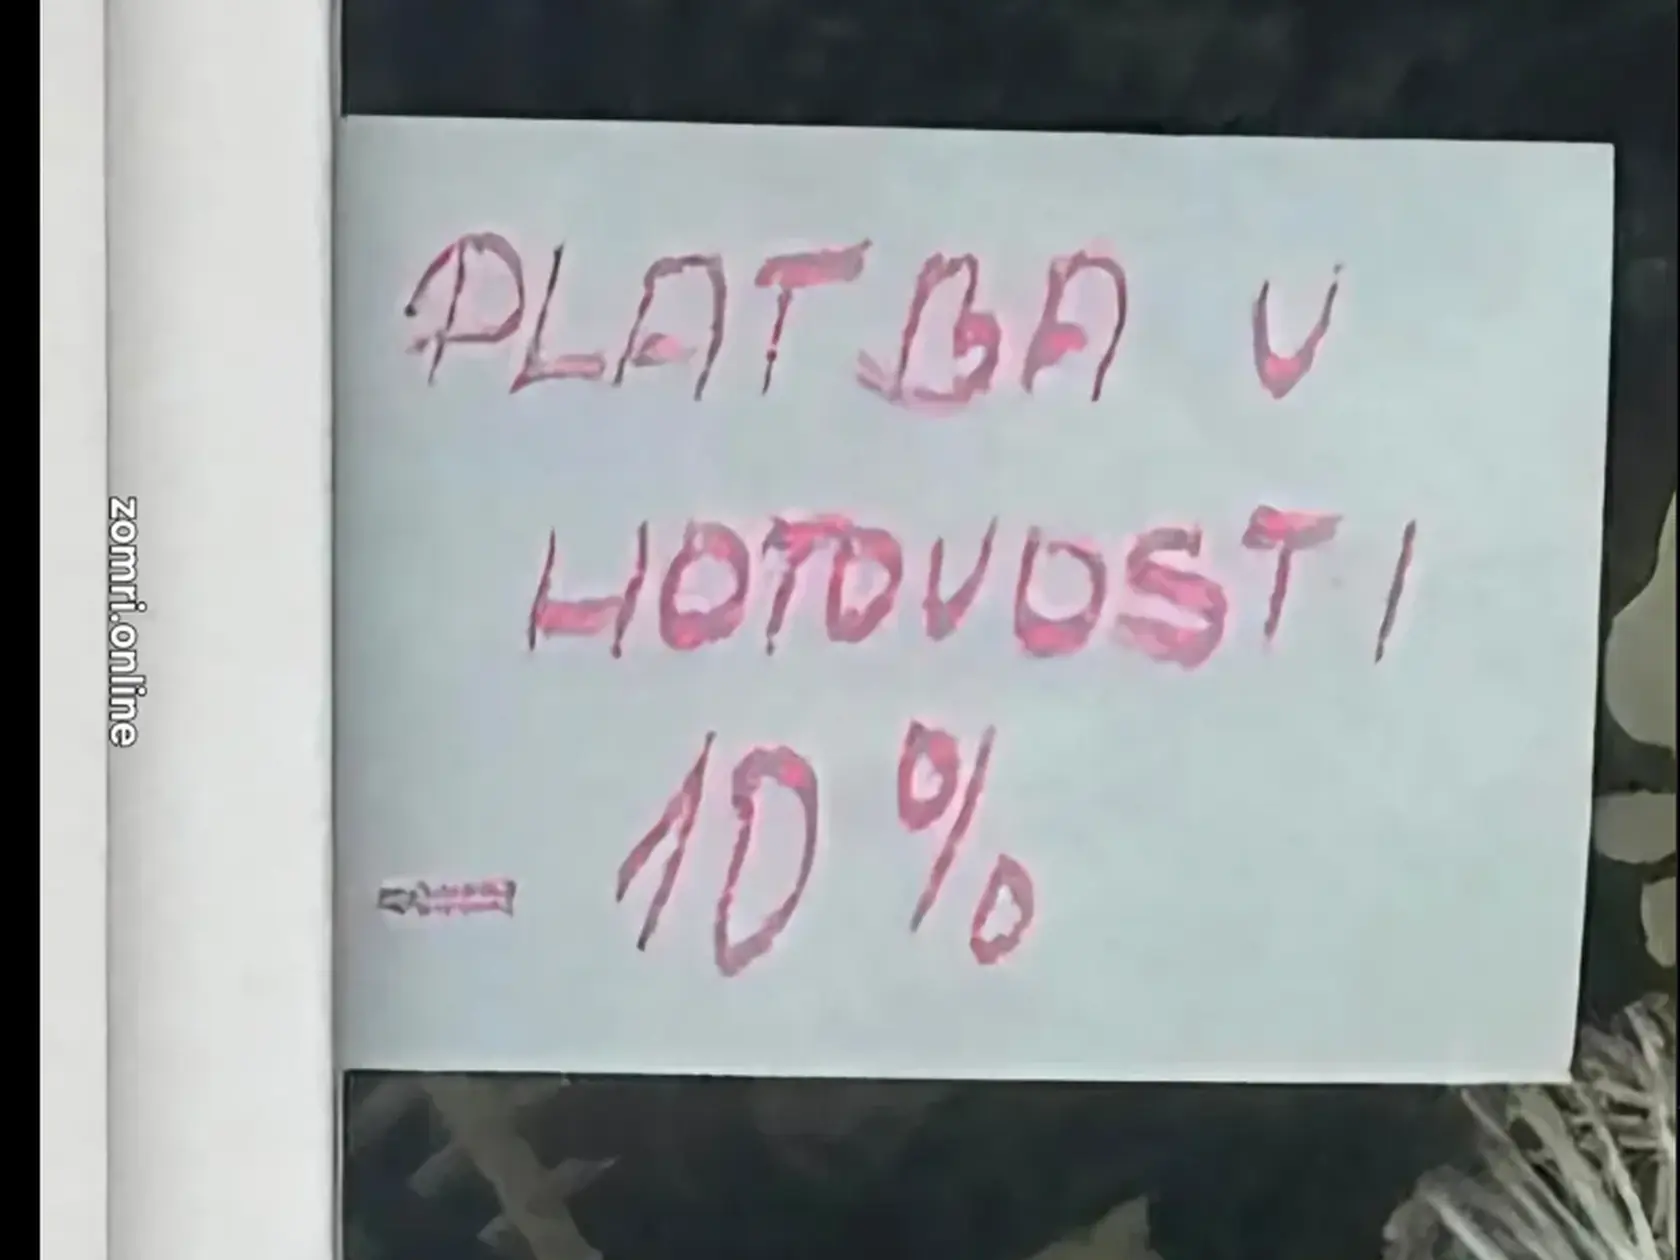 PLATBA V
HOTOVOSTI
- 10 %
zomri.online